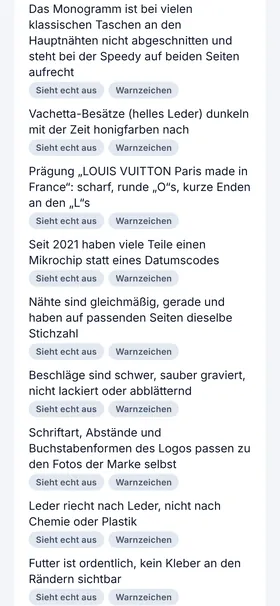 Das Monogramm ist bei vielen
klassischen Taschen an den
Hauptnähten nicht abgeschnitten und
steht bei der Speedy auf beiden Seiten
aufrecht
Sieht echt aus Warnzeichen
Vachetta-Besätze (helles Leder) dunkeln
mit der Zeit honigfarben nach
Sieht echt aus Warnzeichen
Prägung „LOUIS VUITTON Paris made in
France“: scharf, runde „O“s, kurze Enden
an den „L“s
Sieht echt aus Warnzeichen
Seit 2021 haben viele Teile einen
Mikrochip statt eines Datumscodes
Sieht echt aus Warnzeichen
Nähte sind gleichmäßig, gerade und
haben auf passenden Seiten dieselbe
Stichzahl
Sieht echt aus Warnzeichen
Beschläge sind schwer, sauber graviert,
nicht lackiert oder abblätternd
Sieht echt aus Warnzeichen
Schriftart, Abstände und
Buchstabenformen des Logos passen zu
den Fotos der Marke selbst
Sieht echt aus Warnzeichen
Leder riecht nach Leder, nicht nach
Chemie oder Plastik
Sieht echt aus Warnzeichen
Futter ist ordentlich, kein Kleber an den
Rändern sichtbar
Sieht echt aus Warnzeichen